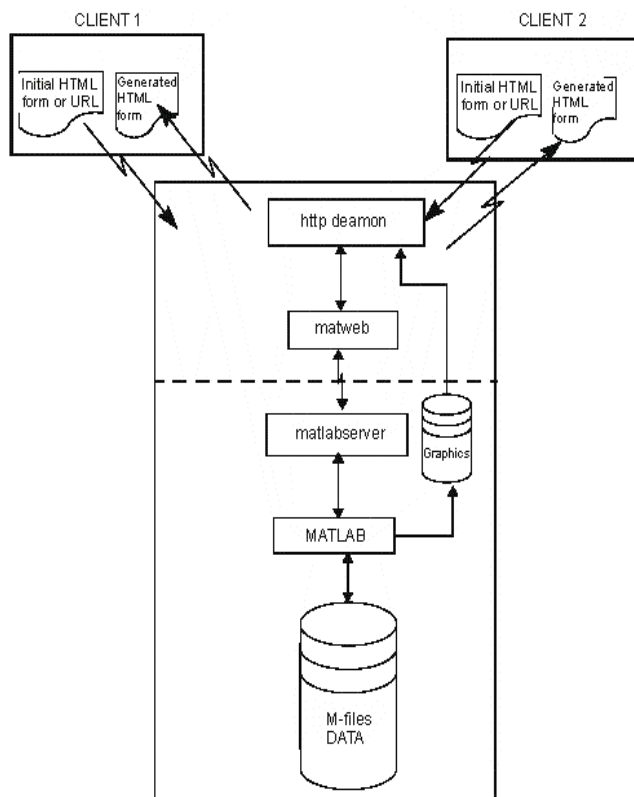 CLIENT 1
CLIENT 2
Initial HTML
form or URL
Generated
HTML
form
Initial HTML
form or URL
Generated
HTML
form
http deamon
matweb
matlabserver
Graphics
MATLAB
M-files
DATA